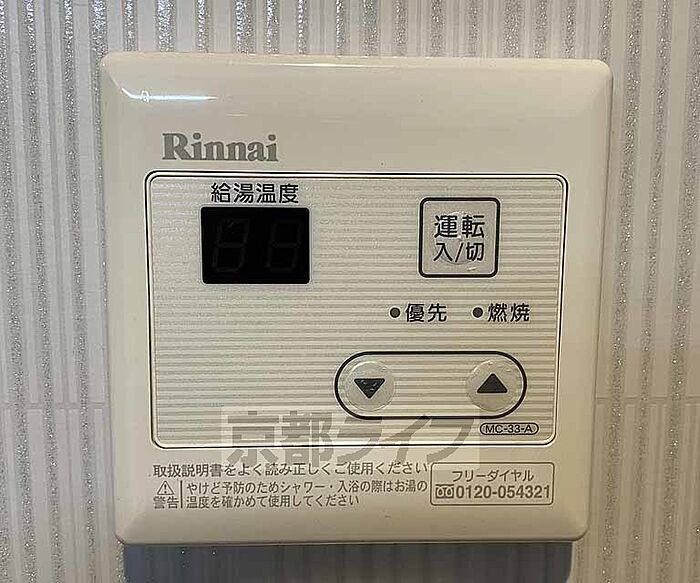 Rinnai
給湯温度
運転
入/切
優先 燃焼
MC-33-A
京都ライフ
取扱説明書をよく読み正しくご使用ください
警告 やけど予防のためシャワー・入浴の際はお湯の
温度を確かめて使用してください
フリーダイヤル
0120-054321